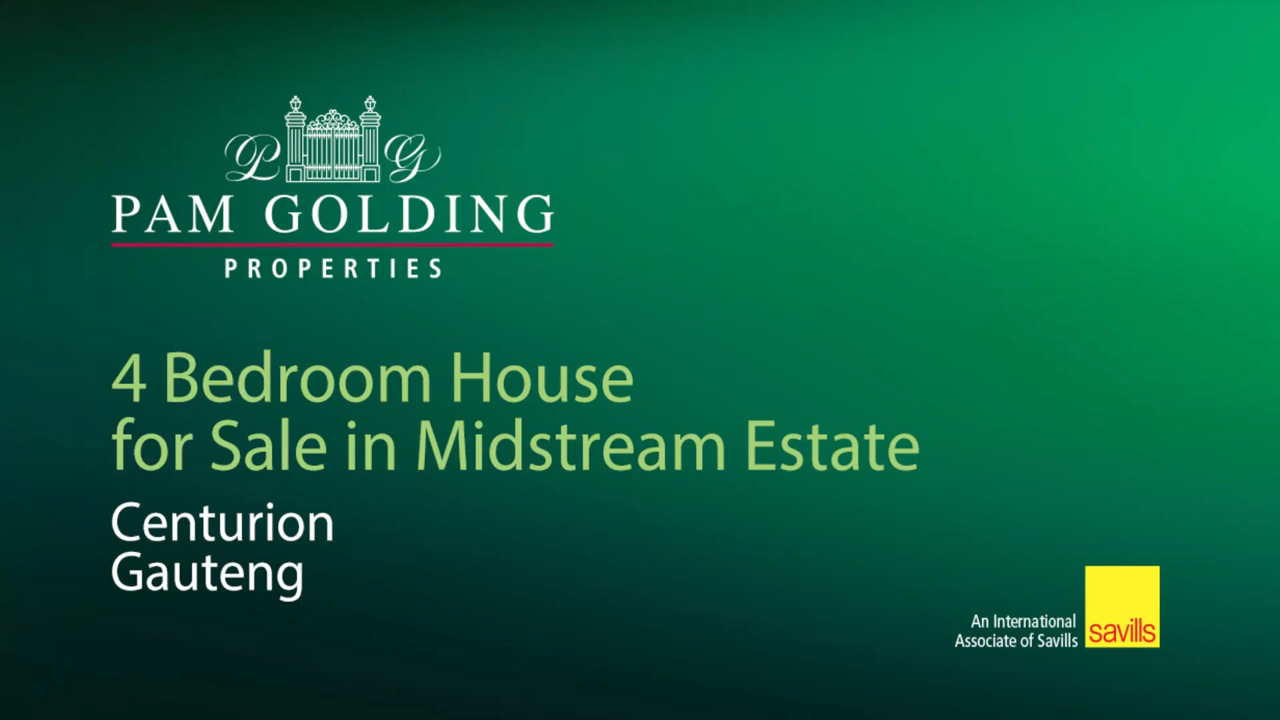 P G
PAM GOLDING
PROPERTIES
4 Bedroom House
for Sale in Midstream Estate
Centurion
Gauteng
An International
Associate of Savills
savills